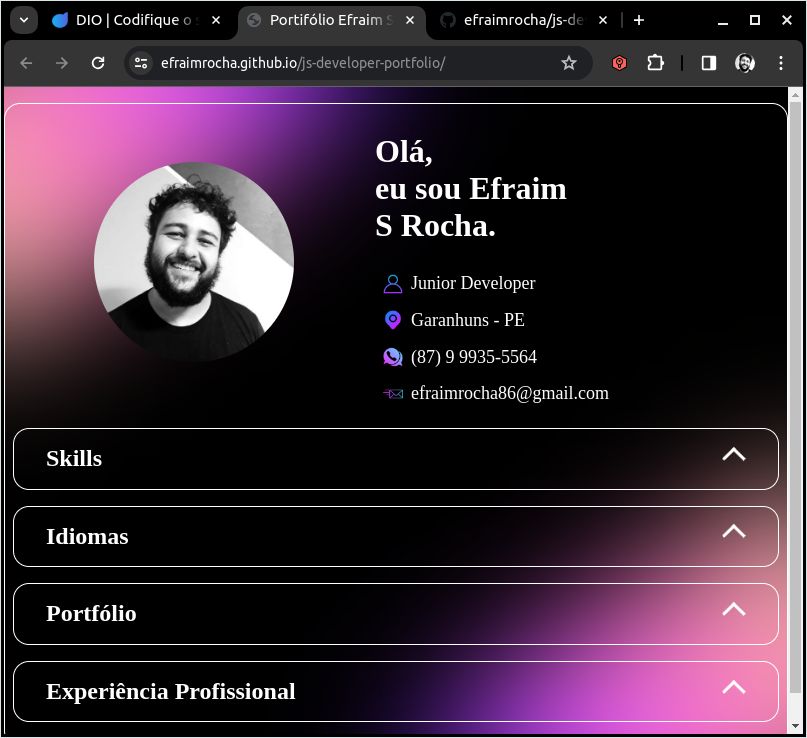 DIO | Codifique o s
Portifólio Efraim S
efraimrocha/js-de
efraimrocha.github.io/js-developer-portfolio/
Olá,
eu sou Efraim
S Rocha.
Junior Developer
Garanhuns - PE
(87) 9 9935-5564
efraimrocha86@gmail.com
Skills
Idiomas
Portfólio
Experiência Profissional